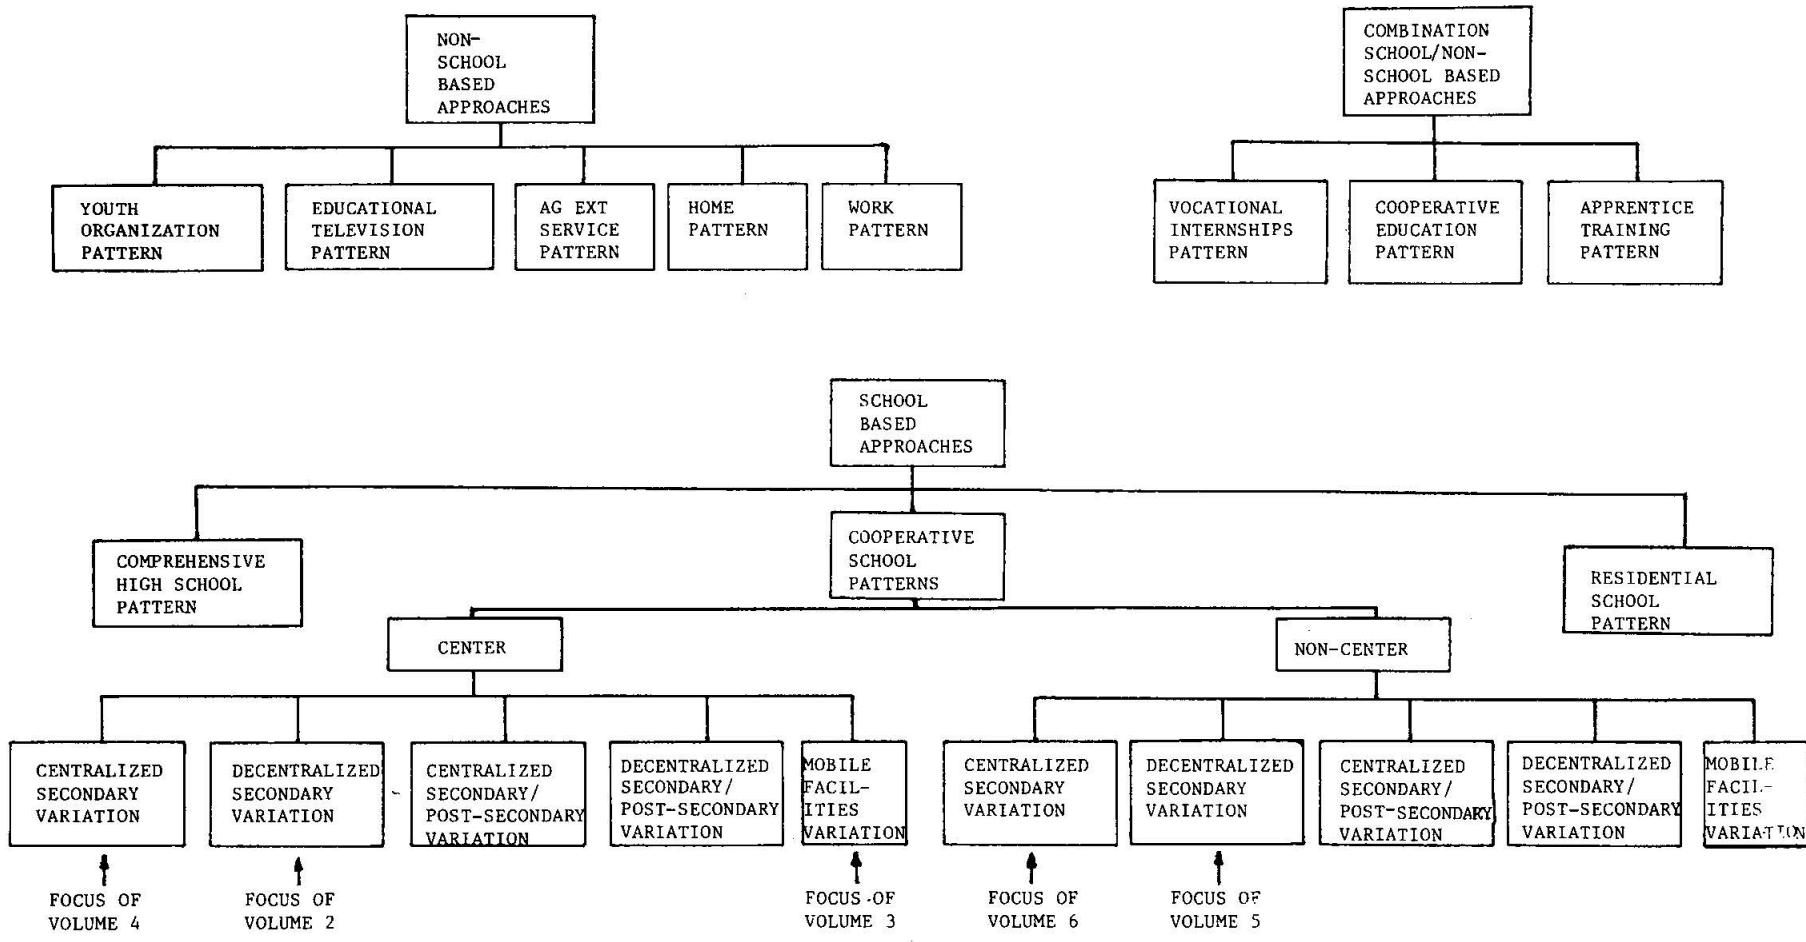 NON-
SCHOOL
BASED
APPROACHES
COMBINATION
SCHOOL/NON-
SCHOOL BASED
APPROACHES
YOUTH
ORGANIZATION
PATTERN
EDUCATIONAL
TELEVISION
PATTERN
AG EXT
SERVICE
PATTERN
HOME
PATTERN
WORK
PATTERN
VOCATIONAL
INTERNSHIPS
PATTERN
COOPERATIVE
EDUCATION
PATTERN
APPRENTICE
TRAINING
PATTERN
SCHOOL
BASED
APPROACHES
COMPREHENSIVE
HIGH SCHOOL
PATTERN
COOPERATIVE
SCHOOL
PATTERNS
RESIDENTIAL
SCHOOL
PATTERN
CENTER
NON-CENTER
CENTRALIZED
SECONDARY
VARIATION
DECENTRALIZED
SECONDARY
VARIATION
CENTRALIZED
SECONDARY/
POST-SECONDARY
VARIATION
DECENTRALIZED
SECONDARY/
POST-SECONDARY
VARIATION
MOBILE
FACIL-
ITIES
VARIATION
CENTRALIZED
SECONDARY
VARIATION
DECENTRALIZED
SECONDARY
VARIATION
CENTRALIZED
SECONDARY/
POST-SECONDARY
VARIATION
DECENTRALIZED
SECONDARY/
POST-SECONDARY
VARIATION
MOBILE
FACIL-
ITIES
VARIATION
FOCUS OF
VOLUME 4
FOCUS OF
VOLUME 2
FOCUS OF
VOLUME 3
FOCUS OF
VOLUME 6
FOCUS OF
VOLUME 5